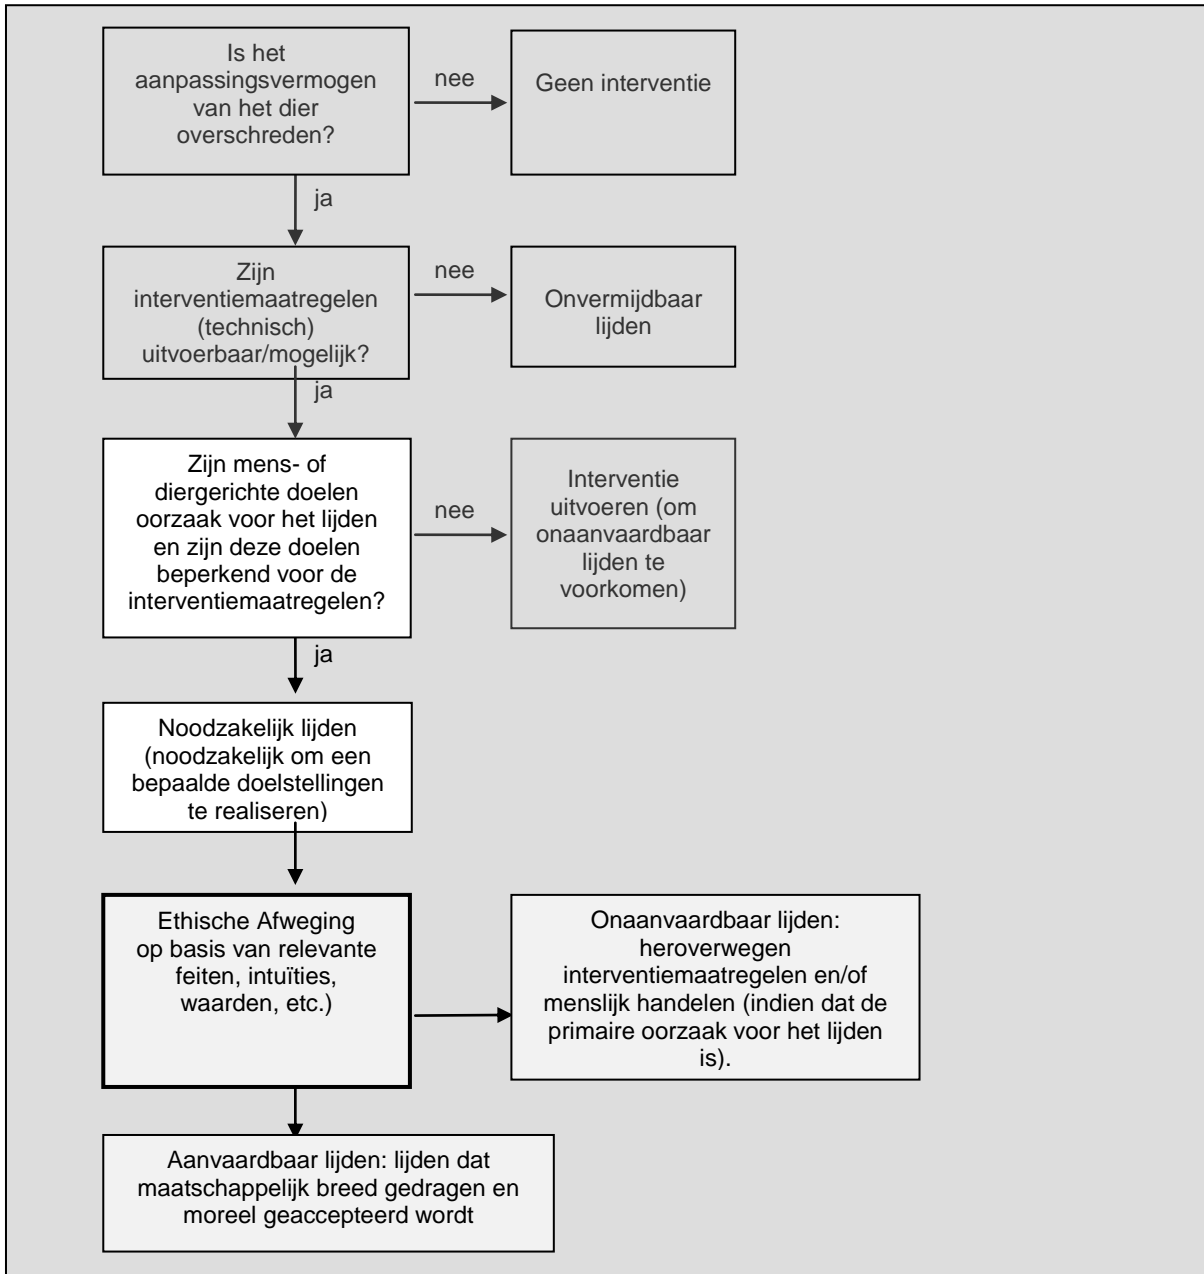 Is het
aanpassingsvermogen
van het dier
overschreden?
nee
Geen interventie
ja
Zijn
interventiemaatregelen
(technisch)
uitvoerbaar/mogelijk?
nee
Onvermijdbaar
lijden
ja
Zijn mens- of
diergerichte doelen
oorzaak voor het lijden
en zijn deze doelen
beperkend voor de
interventiemaatregelen?
nee
Interventie
uitvoeren (om
onaanvaardbaar
lijden te
voorkomen)
ja
Noodzakelijk lijden
(noodzakelijk om een
bepaalde doelstellingen
te realiseren)
Ethische Afweging
op basis van relevante
feiten, intuïties,
waarden, etc.)
Onaanvaardbaar lijden:
heroverwegen
interventiemaatregelen en/of
menslijk handelen (indien dat de
primaire oorzaak voor het lijden
is).
Aanvaardbaar lijden: lijden dat
maatschappelijk breed gedragen en
moreel geaccepteerd wordt